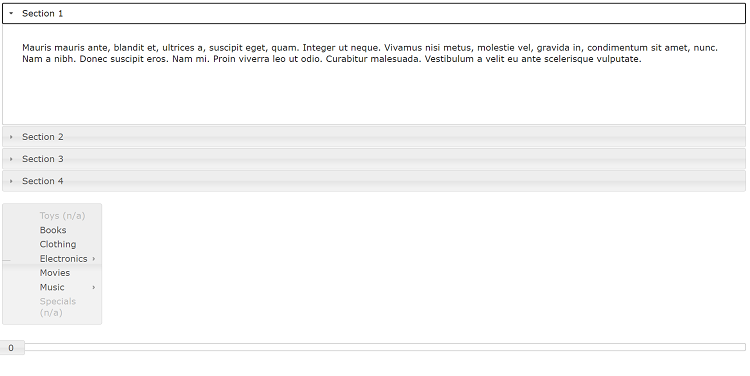 Section 1
Mauris mauris ante, blandit et, ultrices a, suscipit eget, quam. Integer ut neque. Vivamus nisi metus, molestie vel, gravida in, condimentum sit amet, nunc.
Nam a nibh. Donec suscipit eros. Nam mi. Proin viverra leo ut odio. Curabitur malesuada. Vestibulum a velit eu ante scelerisque vulputate.
Section 2
Section 3
Section 4
Toys (n/a)
Books
Clothing
Electronics
Movies
Music
Specials
(n/a)
0